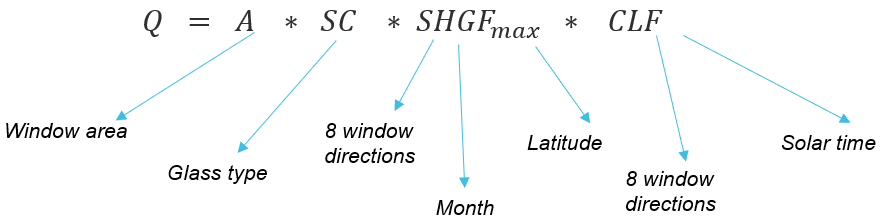 Q = A * SC * SHGF_max * CLF
Window area
Glass type
8 window
directions
Month
Latitude
8 window
directions
Solar time